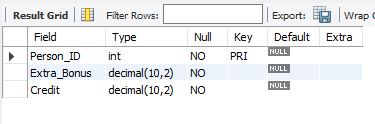 Result Grid Filter Rows: Export: Wrap C
Field Type Null Key Default Extra
Person_ID int NO PRI NULL
Extra_Bonus decimal(10,2) NO NULL
Credit decimal(10,2) NO NULL